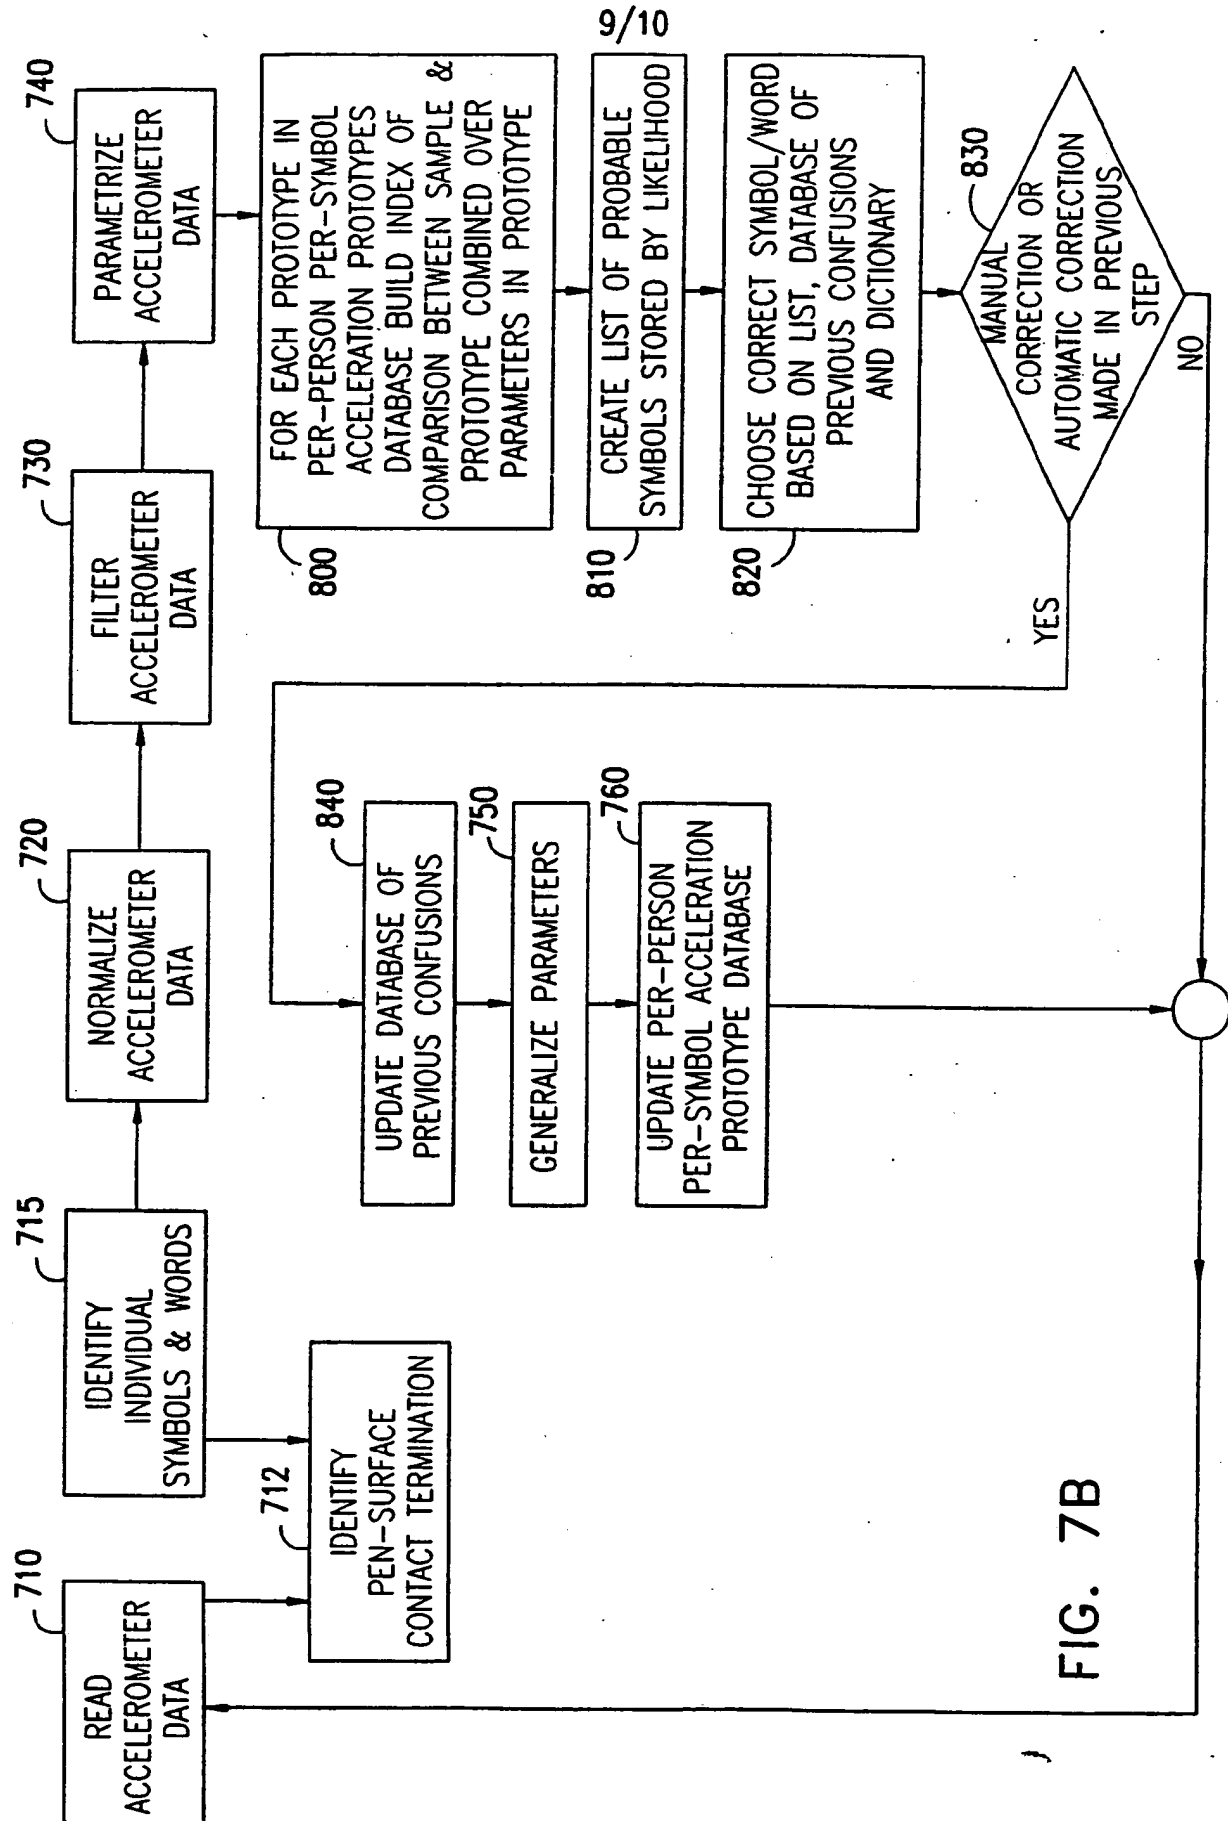 9/10
710
READ
ACCELEROMETER
DATA
712
IDENTIFY
PEN-SURFACE
CONTACT TERMINATION
715
IDENTIFY
INDIVIDUAL
SYMBOLS & WORDS
720
NORMALIZE
ACCELEROMETER
DATA
730
FILTER
ACCELEROMETER
DATA
740
PARAMETRIZE
ACCELEROMETER
DATA
800
FOR EACH PROTOTYPE IN
PER-PERSON PER-SYMBOL
ACCELERATION PROTOTYPES
DATABASE BUILD INDEX OF
COMPARISON BETWEEN SAMPLE &
PROTOTYPE COMBINED OVER
PARAMETERS IN PROTOTYPE
810
CREATE LIST OF PROBABLE
SYMBOLS STORED BY LIKELIHOOD
820
CHOOSE CORRECT SYMBOL/WORD
BASED ON LIST, DATABASE OF
PREVIOUS CONFUSIONS
AND DICTIONARY
830
MANUAL
CORRECTION OR
AUTOMATIC CORRECTION
MADE IN PREVIOUS
STEP
YES
NO
840
UPDATE DATABASE OF
PREVIOUS CONFUSIONS
750
GENERALIZE PARAMETERS
760
UPDATE PER-PERSON
PER-SYMBOL ACCELERATION
PROTOTYPE DATABASE
FIG. 7B